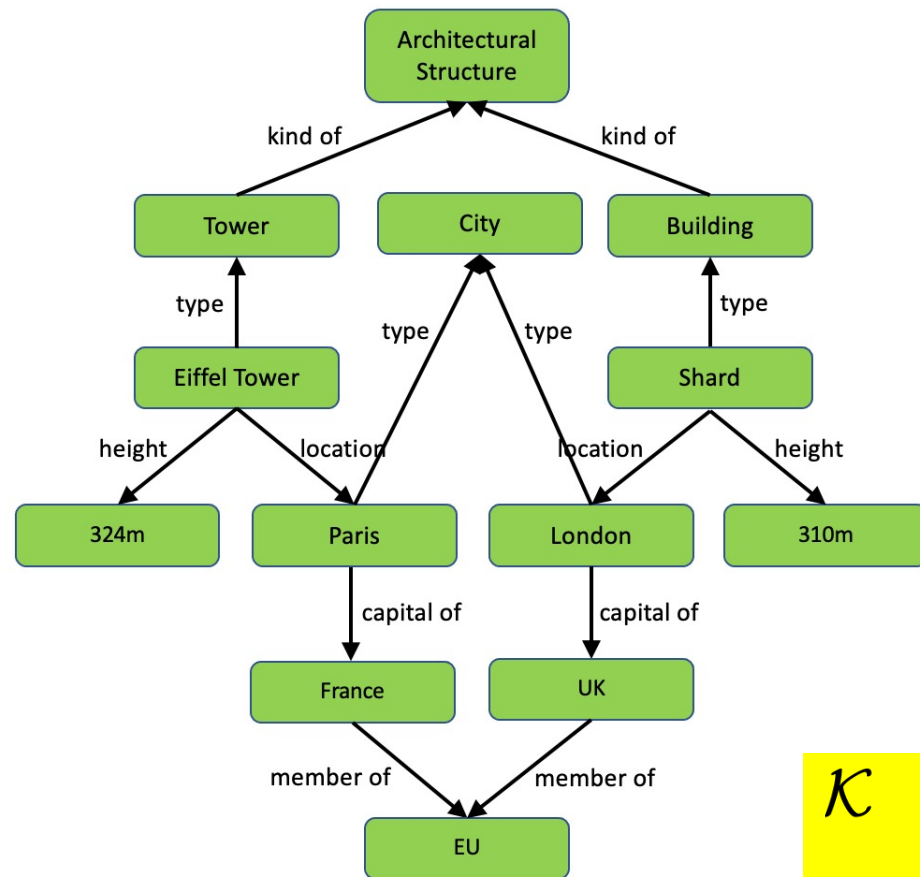 Architectural
Structure
kind of
kind of
Tower
City
Building
type
type
type
type
Eiffel Tower
Shard
height
location
location
height
324m
Paris
London
310m
capital of
capital of
France
UK
member of
member of
EU
𝒦